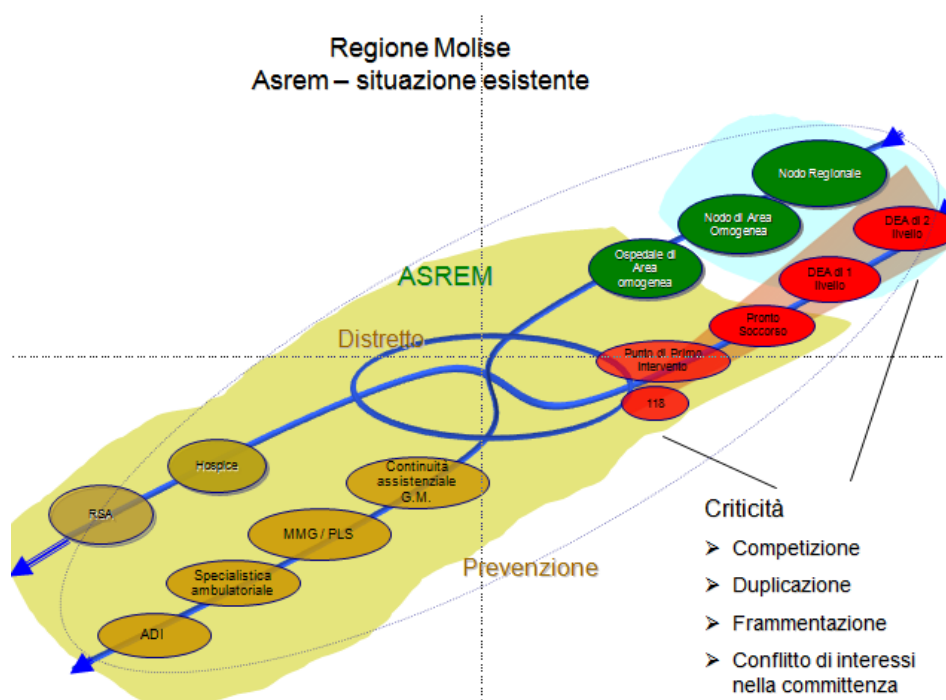 Regione Molise
Asrem – situazione esistente
Nodo Regionale
Nodo di Area
Omogenea
DEA di 2
livello
Ospedale di
Area
omogenea
DEA di 1
livello
ASREM
Pronto
Soccorso
Distretto
Punto di Primo
Intervento
118
Hospice
Continuità
assistenziale
G.M.
RSA
MMG / PLS
Prevenzione
Specialistica
ambulatoriale
ADI
Criticità
➢ Competizione
➢ Duplicazione
➢ Frammentazione
➢ Conflitto di interessi
nella committenza